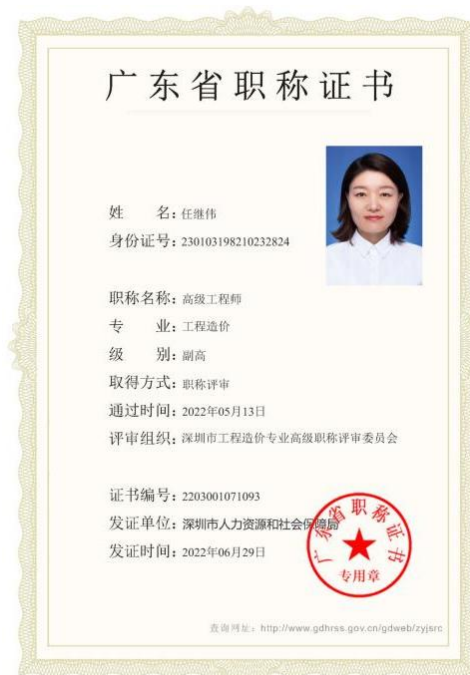 广东省职称证书
姓 名：任继伟
身份证号：230103198210232824
职称名称：高级工程师
专 业：工程造价
级 别：副高
取得方式：职称评审
通过时间：2022年05月13日
评审组织：深圳市工程造价专业高级职称评审委员会
证书编号：2203001071093
发证单位：深圳市人力资源和社会保障局
发证时间：2022年06月29日
广东省职称证书
专用章
查询网址：http://www.gdhrss.gov.cn/gdweb/zyjsrc